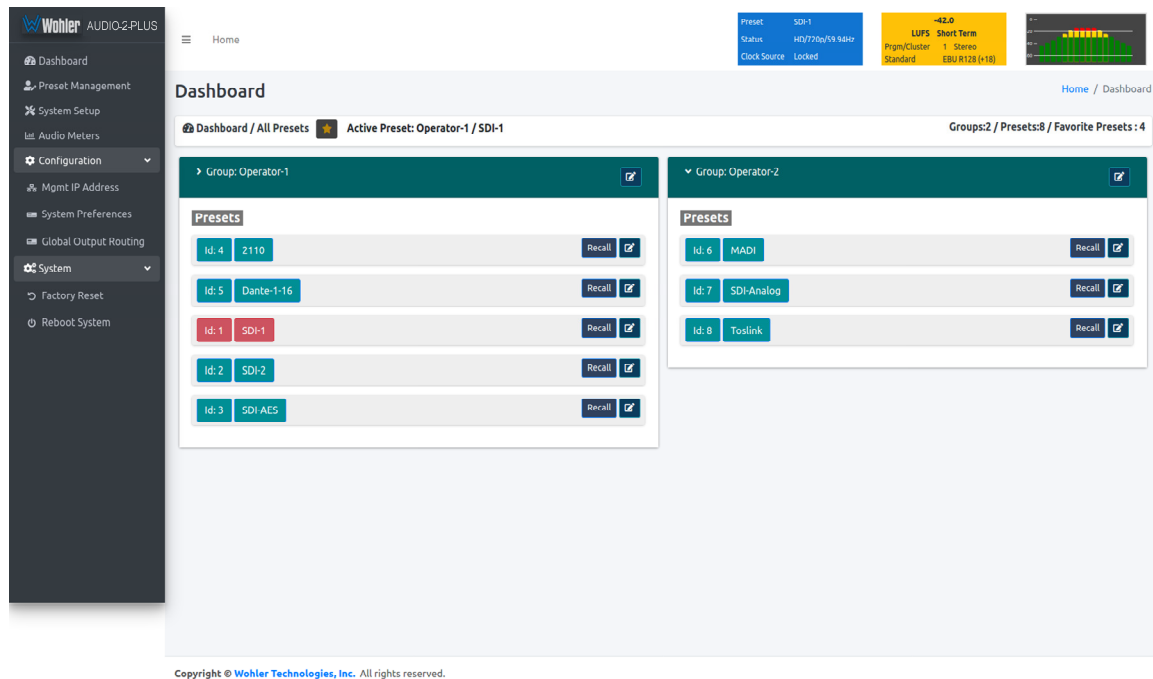 Wohler AUDIO-2-PLUS
Dashboard
Preset Management
System Setup
Audio Meters
Configuration
Mgmt IP Address
System Preferences
Global Output Routing
System
Factory Reset
Reboot System
Home
Preset SDI-1
Status HD/720p/59.94Hz
Clock Source Locked
-42.0
LUFS Short Term
Prgm/Cluster 1 Stereo
Standard EBU R128 (+18)
Dashboard
Home / Dashboard
Dashboard / All Presets Active Preset: Operator-1 / SDI-1
Groups:2 / Presets:8 / Favorite Presets : 4
Group: Operator-1
Presets
Id: 4 2110 Recall
Id: 5 Dante-1-16 Recall
Id: 1 SDI-1 Recall
Id: 2 SDI-2 Recall
Id: 3 SDI-AES Recall
Group: Operator-2
Presets
Id: 6 MADI Recall
Id: 7 SDI-Analog Recall
Id: 8 Toslink Recall
Copyright © Wohler Technologies, Inc. All rights reserved.